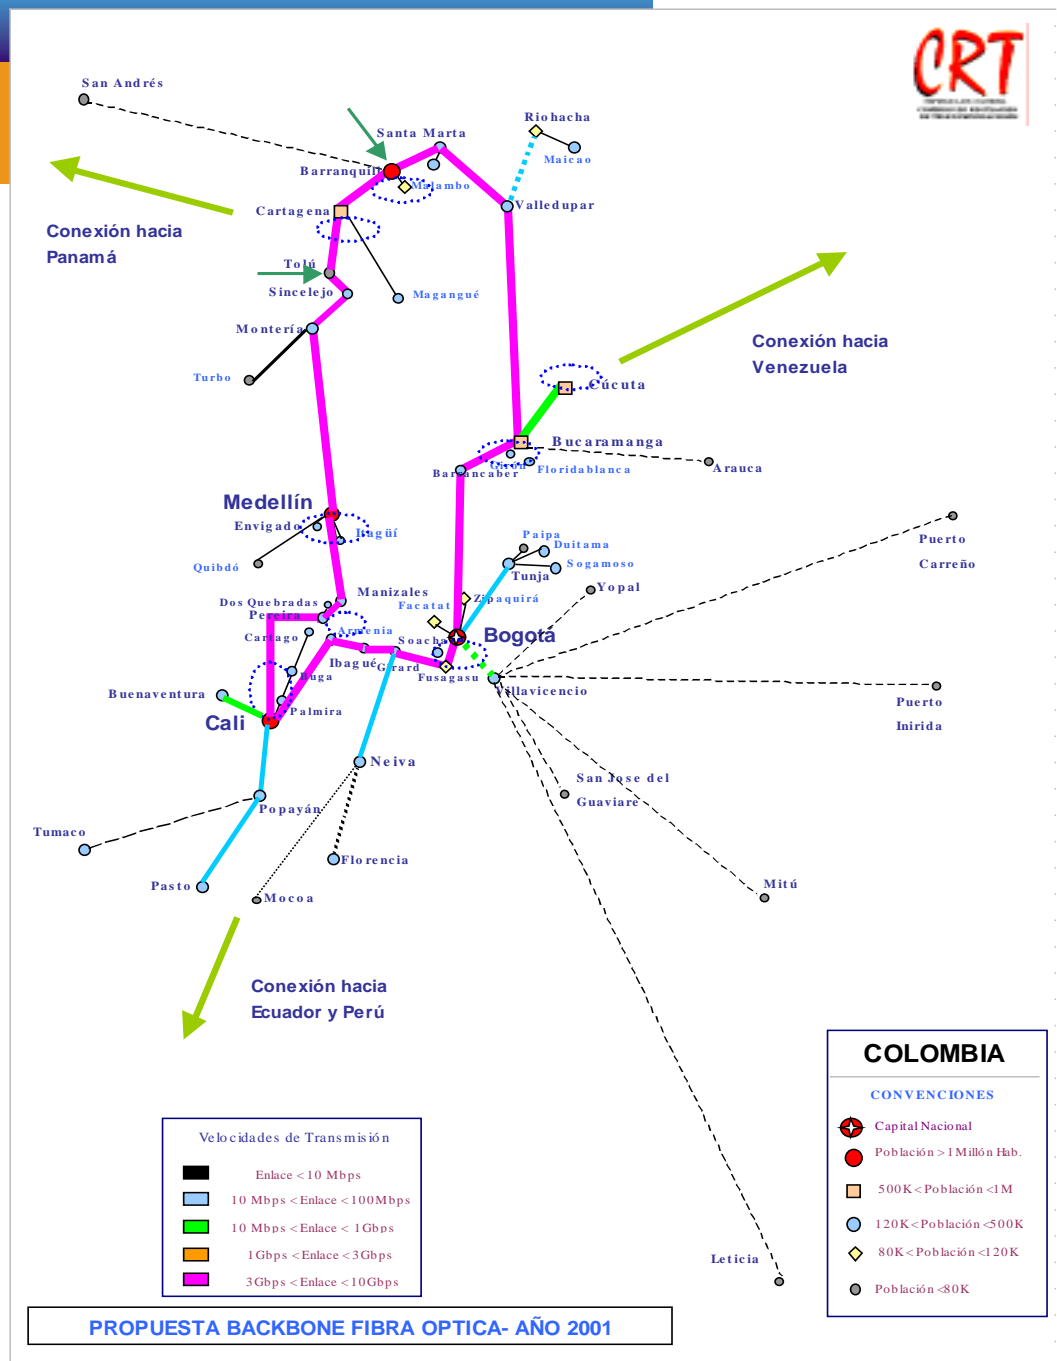 CRT
San Andrés
Riohacha
Santa Marta
Maicao
Barranquil
Malambo
Cartagena
Valledupar
Conexión hacia
Panamá
Tolú
Sincelejo
Magangué
Montería
Conexión hacia
Venezuela
Turbo
Cúcuta
Bucaramanga
Girón
Floridablanca
Barrancaber
Arauca
Medellín
Envigado
Itagüí
Quibdó
Paipa
Duitama
Sogamoso
Tunja
Puerto
Carreño
Yopal
Manizales
Dos Quebradas
Pereira
Zipaquirá
Facatat
Armenia
Cartago
Soacha
Bogotá
Ibagué
Girard
Fusagasu
Buga
Villavicencio
Buenaventura
Palmira
Cali
Puerto
Inirida
Neiva
San Jose del
Guaviare
Popayán
Tumaco
Florencia
Pasto
Mocoa
Mitú
Conexión hacia
Ecuador y Perú
Leticia
COLOMBIA
CONVENCIONES
Capital Nacional
Población >1Millón Hab.
500K<Población <1M
120K<Población <500K
80K<Población <120K
Población <80K
Velocidades de Transmisión
Enlace <10 Mbps
10 Mbps <Enlace <100Mbps
10 Mbps <Enlace < 1Gbps
1Gbps <Enlace <3Gbps
3Gbps <Enlace <10Gbps
PROPUESTA BACKBONE FIBRA OPTICA- AÑO 2001